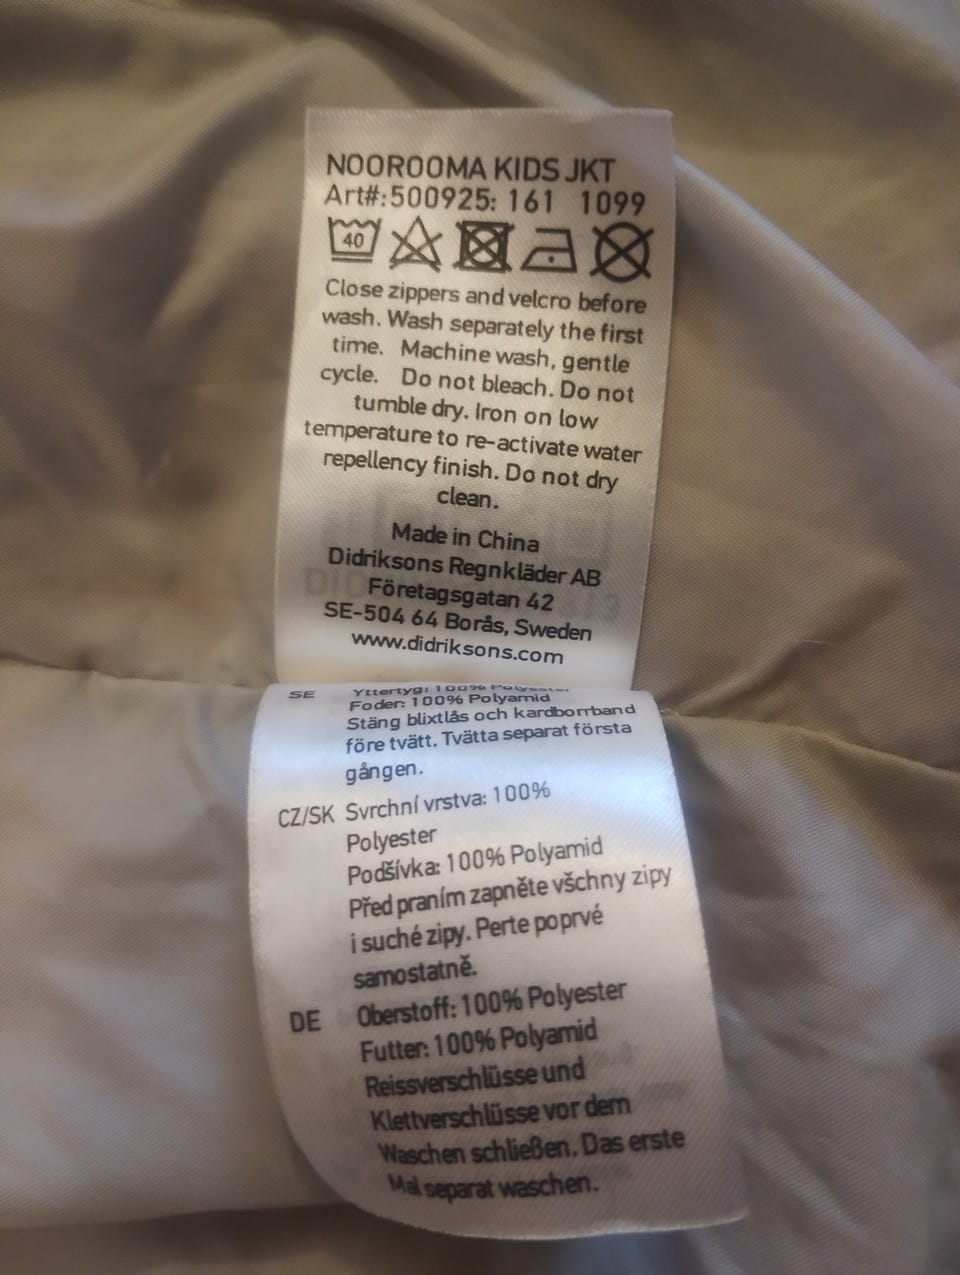 NOOROOMA KIDS JKT
Art#:500925: 161 1099
40
Close zippers and velcro before
wash. Wash separately the first
time. Machine wash, gentle
cycle. Do not bleach. Do not
tumble dry. Iron on low
temperature to re-activate water
repellency finish. Do not dry
clean.
Made in China
Didriksons Regnkläder AB
Företagsgatan 42
SE-504 64 Borås, Sweden
www.didriksons.com
SE Yttertyg: 100% Polyester
Foder: 100% Polyamid
Stäng blixtlås och kardborrband
före tvätt. Tvätta separat första
gången.
CZ/SK Svrchní vrstva: 100%
Polyester
Podšívka: 100% Polyamid
Před praním zapněte všchny zipy
i suché zipy. Perte poprvé
samostatně.
DE Oberstoff: 100% Polyester
Futter: 100% Polyamid
Reissverschlüsse und
Klettverschlüsse vor dem
Waschen schließen. Das erste
Mal separat waschen.